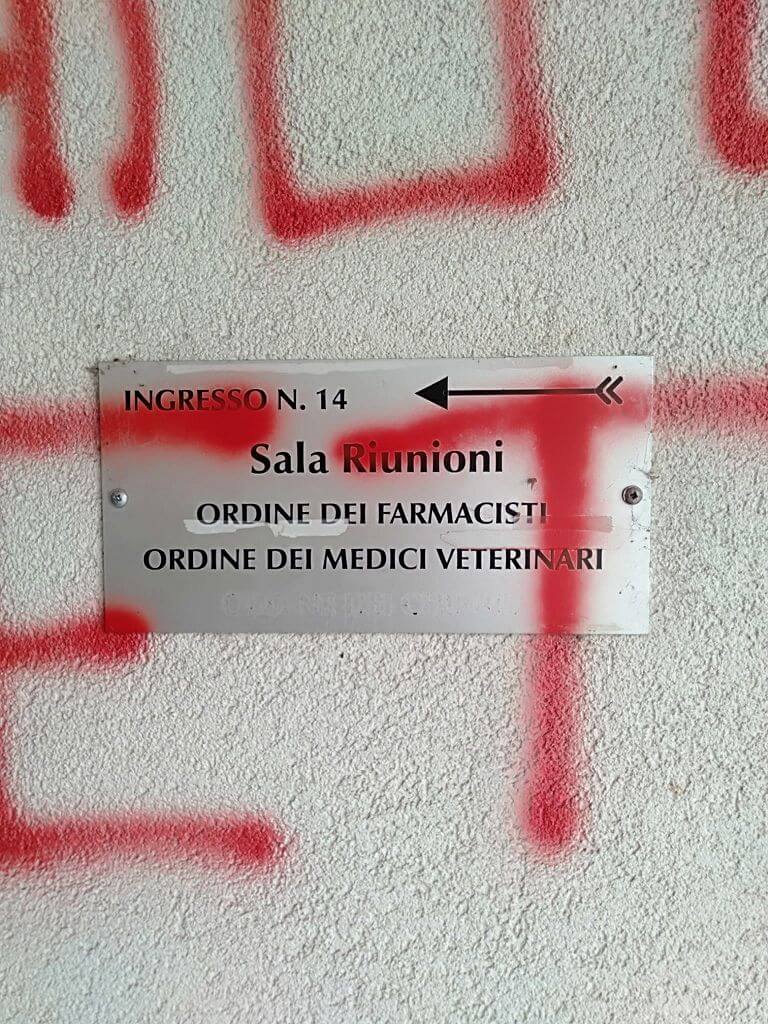 INGRESSO N. 14
Sala Riunioni
ORDINE DEI FARMACISTI
ORDINE DEI MEDICI VETERINARI